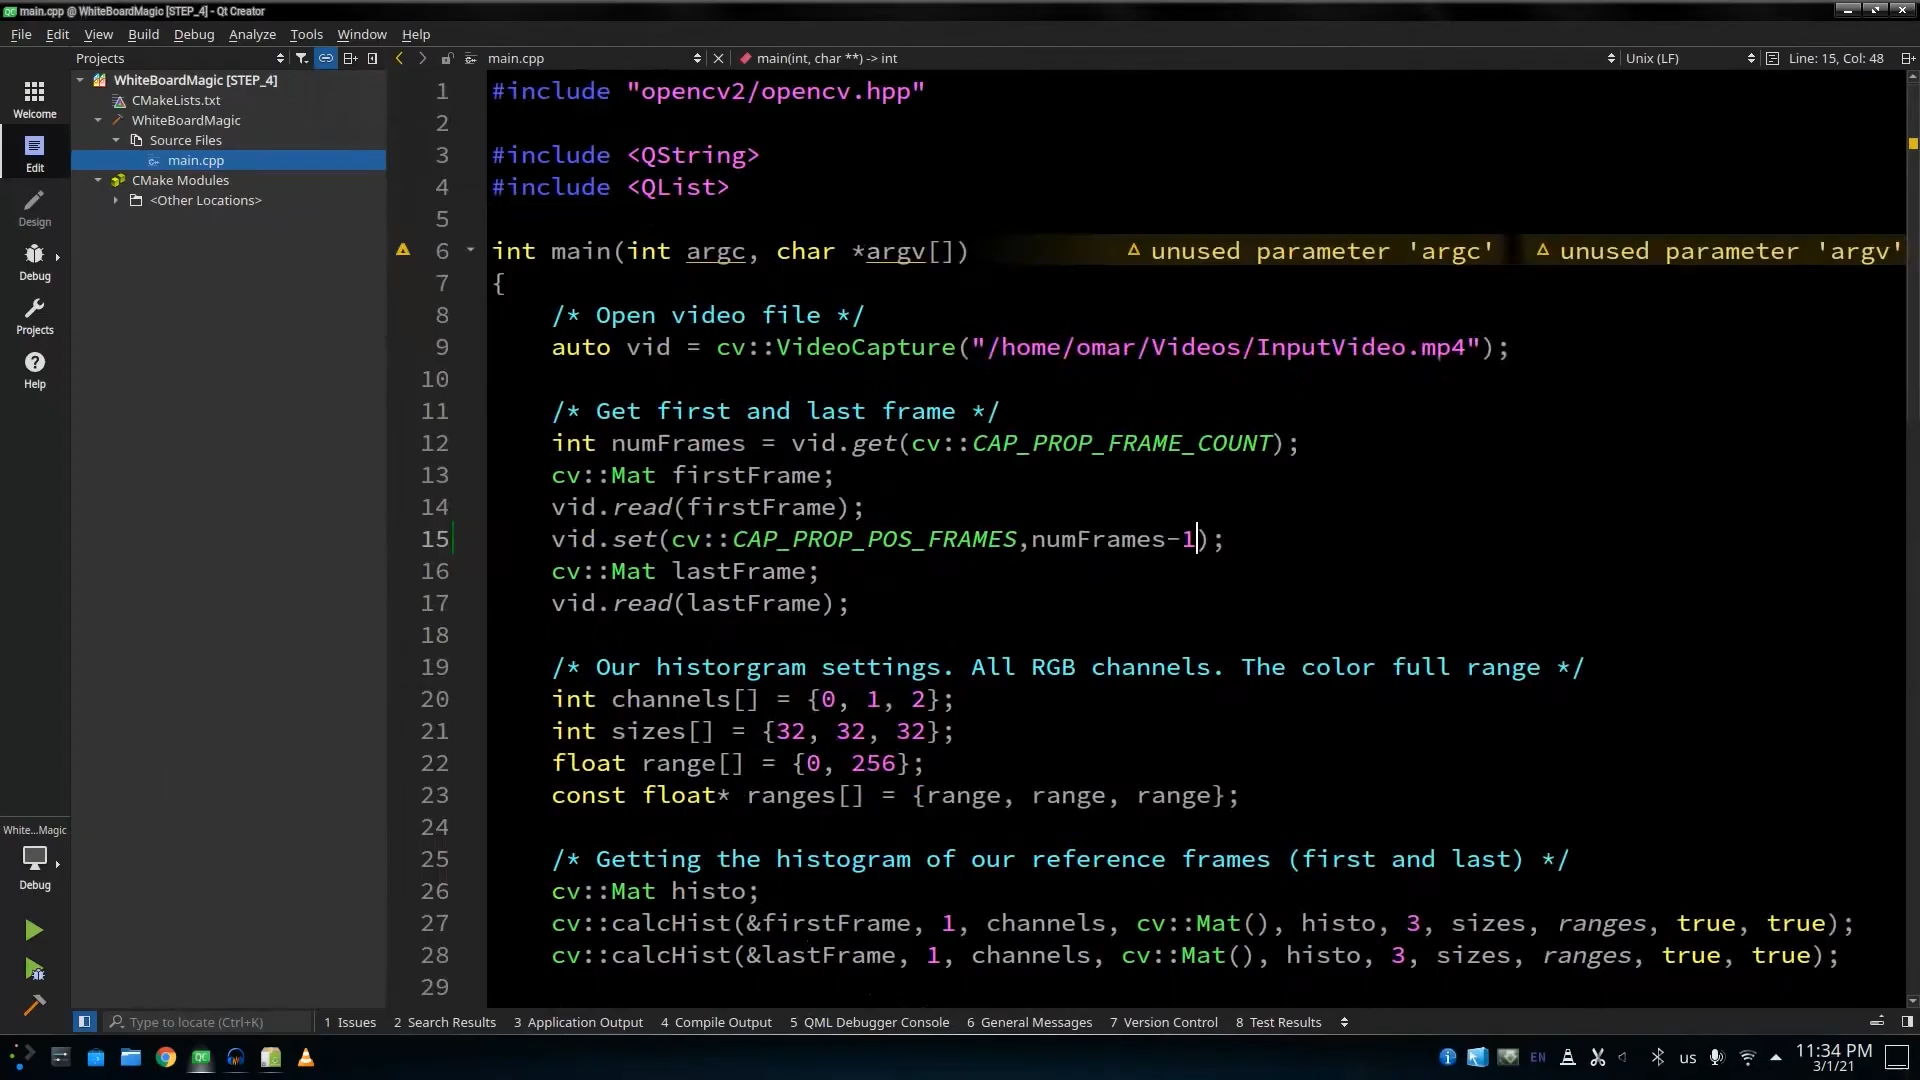 main.cpp @ WhiteBoardMagic [STEP_4] - Qt Creator
File Edit View Build Debug Analyze Tools Window Help
Projects main.cpp main(int, char **) -> int Unix (LF) Line: 15, Col: 48
Welcome
Edit
Design
Debug
Projects
Help
WhiteBoardMagic [STEP_4]
CMakeLists.txt
WhiteBoardMagic
Source Files
main.cpp
CMake Modules
<Other Locations>
1 #include "opencv2/opencv.hpp"
2
3 #include <QString>
4 #include <QList>
5
6 int main(int argc, char *argv[]) unused parameter 'argc' unused parameter 'argv'
7 {
8 /* Open video file */
9 auto vid = cv::VideoCapture("/home/omar/Videos/InputVideo.mp4");
10
11 /* Get first and last frame */
12 int numFrames = vid.get(cv::CAP_PROP_FRAME_COUNT);
13 cv::Mat firstFrame;
14 vid.read(firstFrame);
15 vid.set(cv::CAP_PROP_POS_FRAMES,numFrames-1);
16 cv::Mat lastFrame;
17 vid.read(lastFrame);
18
19 /* Our historgram settings. All RGB channels. The color full range */
20 int channels[] = {0, 1, 2};
21 int sizes[] = {32, 32, 32};
22 float range[] = {0, 256};
23 const float* ranges[] = {range, range, range};
24
25 /* Getting the histogram of our reference frames (first and last) */
26 cv::Mat histo;
27 cv::calcHist(&firstFrame, 1, channels, cv::Mat(), histo, 3, sizes, ranges, true, true);
28 cv::calcHist(&lastFrame, 1, channels, cv::Mat(), histo, 3, sizes, ranges, true, true);
29
White...Magic
Debug
Type to locate (Ctrl+K) 1 Issues 2 Search Results 3 Application Output 4 Compile Output 5 QML Debugger Console 6 General Messages 7 Version Control 8 Test Results
EN us 11:34 PM
3/1/21